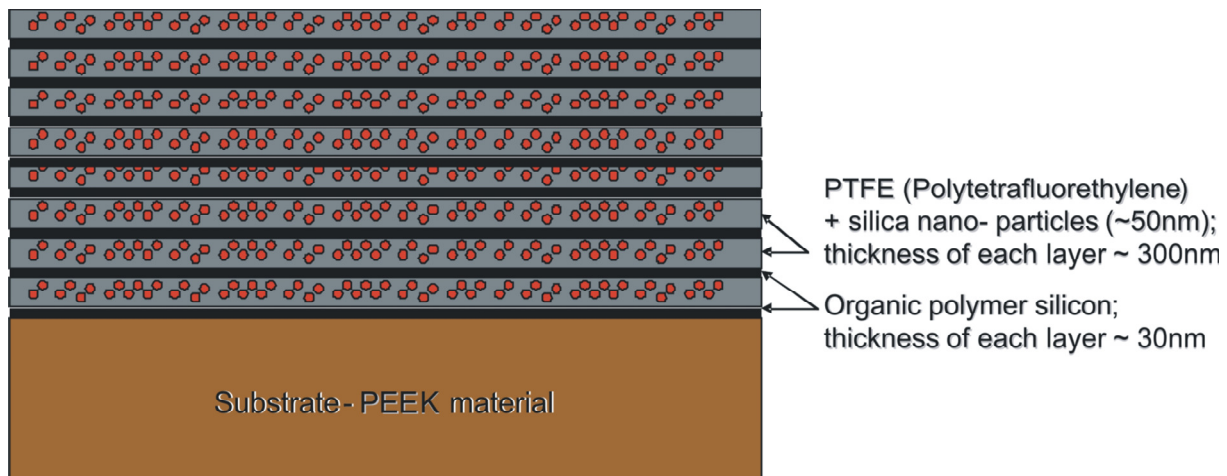 PTFE (Polytetrafluorethylene)
+ silica nano- particles (~50nm);
thickness of each layer ~ 300nm
Organic polymer silicon;
thickness of each layer ~ 30nm
Substrate- PEEK material